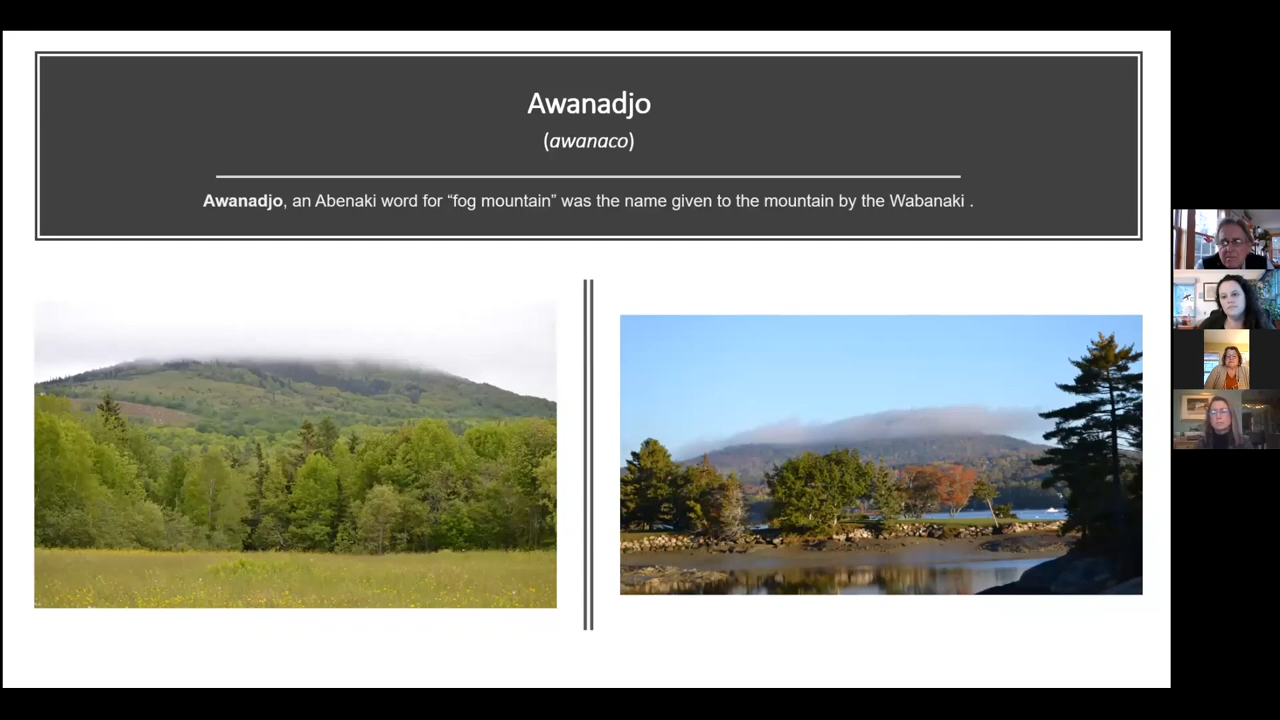 Awanadjo
(awanaco)
Awanadjo, an Abenaki word for “fog mountain” was the name given to the mountain by the Wabanaki .